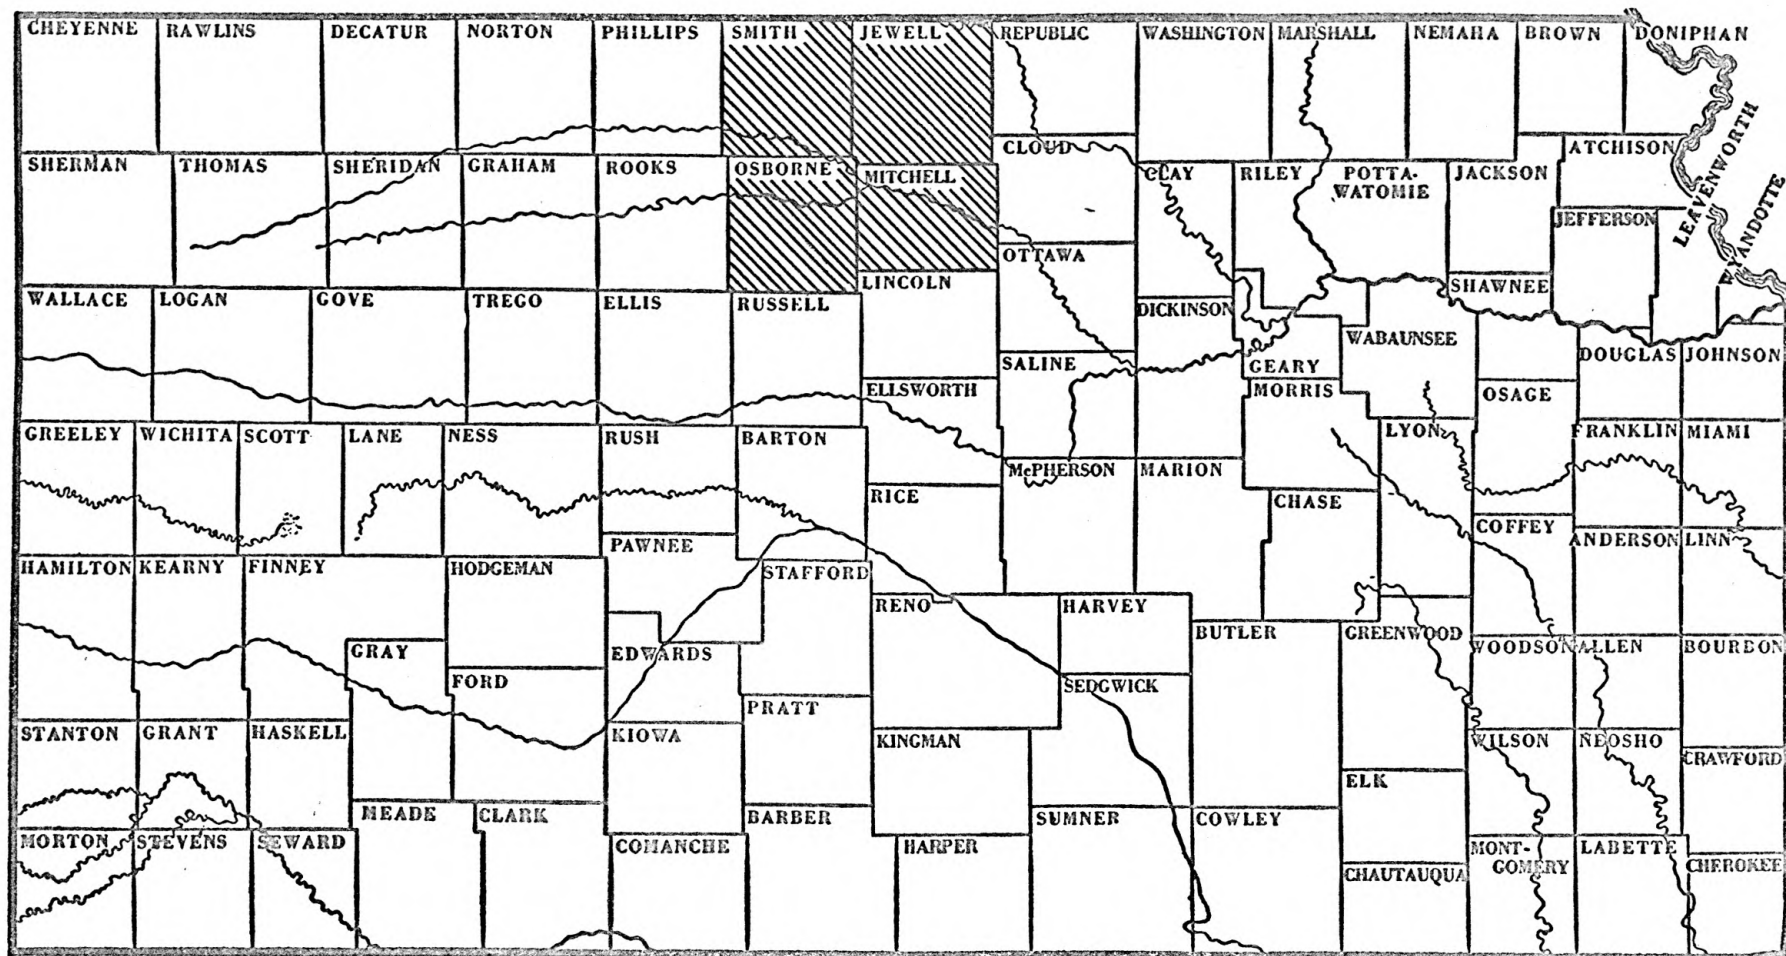 CHEYENNE
RAWLINS
DECATUR
NORTON
PHILLIPS
SMITH
JEWELL
REPUBLIC
WASHINGTON
MARSHALL
NEMAHA
BROWN
DONIPHAN
SHERMAN
THOMAS
SHERIDAN
GRAHAM
ROOKS
OSBORNE
MITCHELL
CLOUD
CLAY
RILEY
POTTA-
WATOMIE
JACKSON
ATCHISON
JEFFERSON
LEAVENWORTH
WYANDOTTE
WALLACE
LOGAN
GOVE
TREGO
ELLIS
RUSSELL
LINCOLN
OTTAWA
DICKINSON
GEARY
WABAUNSEE
SHAWNEE
DOUGLAS
JOHNSON
ELLSWORTH
SALINE
MORRIS
OSAGE
GREELEY
WICHITA
SCOTT
LANE
NESS
RUSH
BARTON
RICE
McPHERSON
MARION
CHASE
LYON
FRANKLIN
MIAMI
PAWNEE
COFFEY
ANDERSON
LINN
HAMILTON
KEARNY
FINNEY
HODGEMAN
STAFFORD
RENO
HARVEY
BUTLER
GREENWOOD
WOODSON
ALLEN
BOURBON
GRAY
FORD
EDWARDS
PRATT
SEDGWICK
STANTON
GRANT
HASKELL
KIOWA
KINGMAN
ELK
WILSON
NEOSHO
CRAWFORD
MORTON
STEVENS
SEWARD
MEADE
CLARK
COMANCHE
BARBER
HARPER
SUMNER
COWLEY
CHAUTAUQUA
MONT-
GOMERY
LABETTE
CHEROKEE